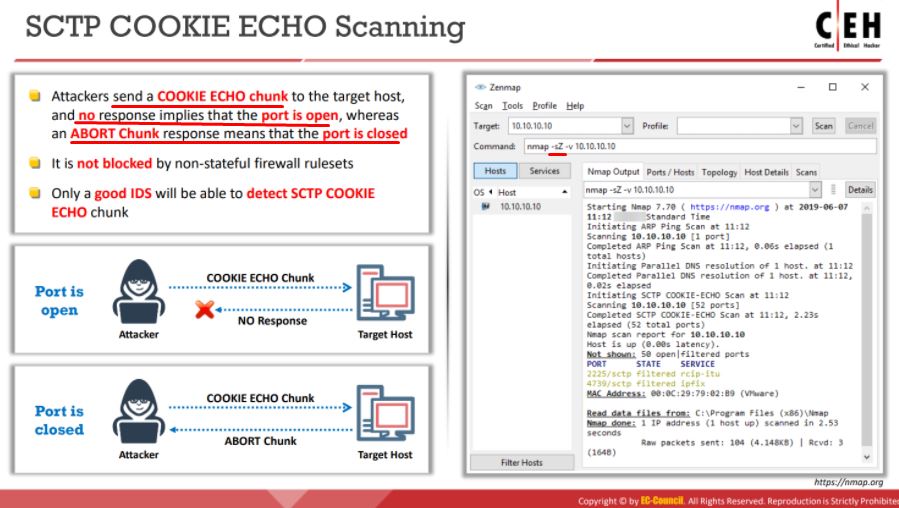 SCTP COOKIE ECHO Scanning
CEH
Certified Ethical Hacker
Attackers send a COOKIE ECHO chunk to the target host,
and no response implies that the port is open, whereas
an ABORT Chunk response means that the port is closed
It is not blocked by non-stateful firewall rulesets
Only a good IDS will be able to detect SCTP COOKIE
ECHO chunk
Port is
open
COOKIE ECHO Chunk
NO Response
Attacker
Target Host
Port is
closed
COOKIE ECHO Chunk
ABORT Chunk
Attacker
Target Host
Zenmap
Scan Tools Profile Help
Target: 10.10.10.10 Profile: Scan Cancel
Command: nmap -sZ -v 10.10.10.10
Hosts Services
OS Host
10.10.10.10
Filter Hosts
Nmap Output Ports / Hosts Topology Host Details Scans
nmap -sZ -v 10.10.10.10 Details
Starting Nmap 7.70 ( https://nmap.org ) at 2019-06-07
11:12 Standard Time
Initiating ARP Ping Scan at 11:12
Scanning 10.10.10.10 [1 port]
Completed ARP Ping Scan at 11:12, 0.06s elapsed (1
total hosts)
Initiating Parallel DNS resolution of 1 host. at 11:12
Completed Parallel DNS resolution of 1 host. at 11:12,
0.02s elapsed
Initiating SCTP COOKIE-ECHO Scan at 11:12
Scanning 10.10.10.10 [52 ports]
Completed SCTP COOKIE-ECHO Scan at 11:12, 2.23s
elapsed (52 total ports)
Nmap scan report for 10.10.10.10
Host is up (0.00s latency).
Not shown: 50 open|filtered ports
PORT STATE SERVICE
2225/sctp filtered rcip-itu
4739/sctp filtered ipfix
MAC Address: 00:0C:29:79:02:B9 (VMware)
Read data files from: C:\Program Files (x86)\Nmap
Nmap done: 1 IP address (1 host up) scanned in 2.53
seconds
Raw packets sent: 104 (4.148KB) | Rcvd: 3
(164B)
https://nmap.org
Copyright © by EC-Council. All Rights Reserved. Reproduction is Strictly Prohibited